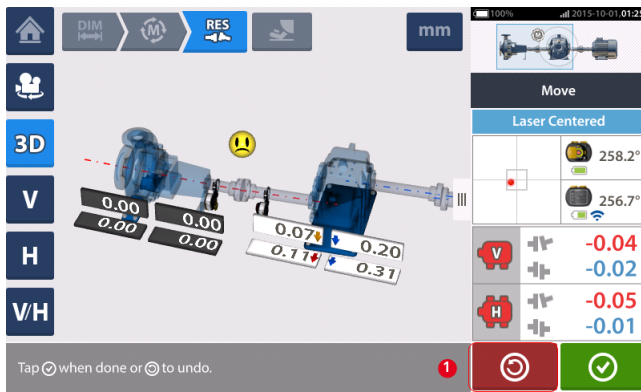 DIM
M
RES
mm
100%
2015-10-01,01:25
M
Move
Laser Centered
258.2°
256.7°
3D
V
H
V/H
0.00
0.00
0.00
0.00
0.07
0.20
0.11
0.31
V
-0.04
-0.02
H
-0.05
-0.01
Tap when done or to undo.
1